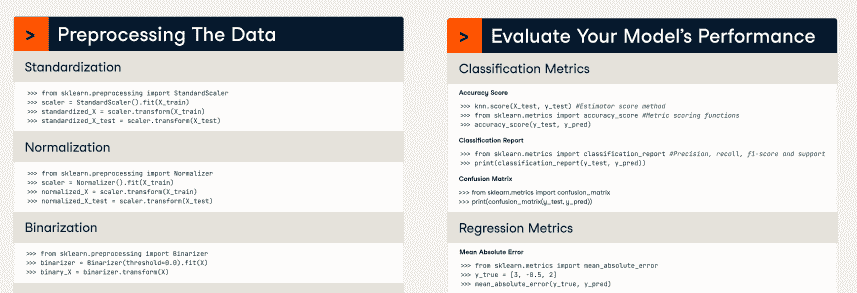 > Preprocessing The Data
Standardization
>>> from sklearn.preprocessing import StandardScaler
>>> scaler = StandardScaler().fit(X_train)
>>> standardized_X = scaler.transform(X_train)
>>> standardized_X_test = scaler.transform(X_test)
Normalization
>>> from sklearn.preprocessing import Normalizer
>>> scaler = Normalizer().fit(X_train)
>>> normalized_X = scaler.transform(X_train)
>>> normalized_X_test = scaler.transform(X_test)
Binarization
>>> from sklearn.preprocessing import Binarizer
>>> binarizer = Binarizer(threshold=0.0).fit(X)
>>> binary_X = binarizer.transform(X)
> Evaluate Your Model's Performance
Classification Metrics
Accuracy Score
>>> knn.score(X_test, y_test) #Estimator score method
>>> from sklearn.metrics import accuracy_score #Metric scoring functions
>>> accuracy_score(y_test, y_pred)
Classification Report
>>> from sklearn.metrics import classification_report #Precision, recall, f1-score and support
>>> print(classification_report(y_test, y_pred))
Confusion Matrix
>>> from sklearn.metrics import confusion_matrix
>>> print(confusion_matrix(y_test, y_pred))
Regression Metrics
Mean Absolute Error
>>> from sklearn.metrics import mean_absolute_error
>>> y_true = [3, -0.5, 2]
>>> mean_absolute_error(y_true, y_pred)